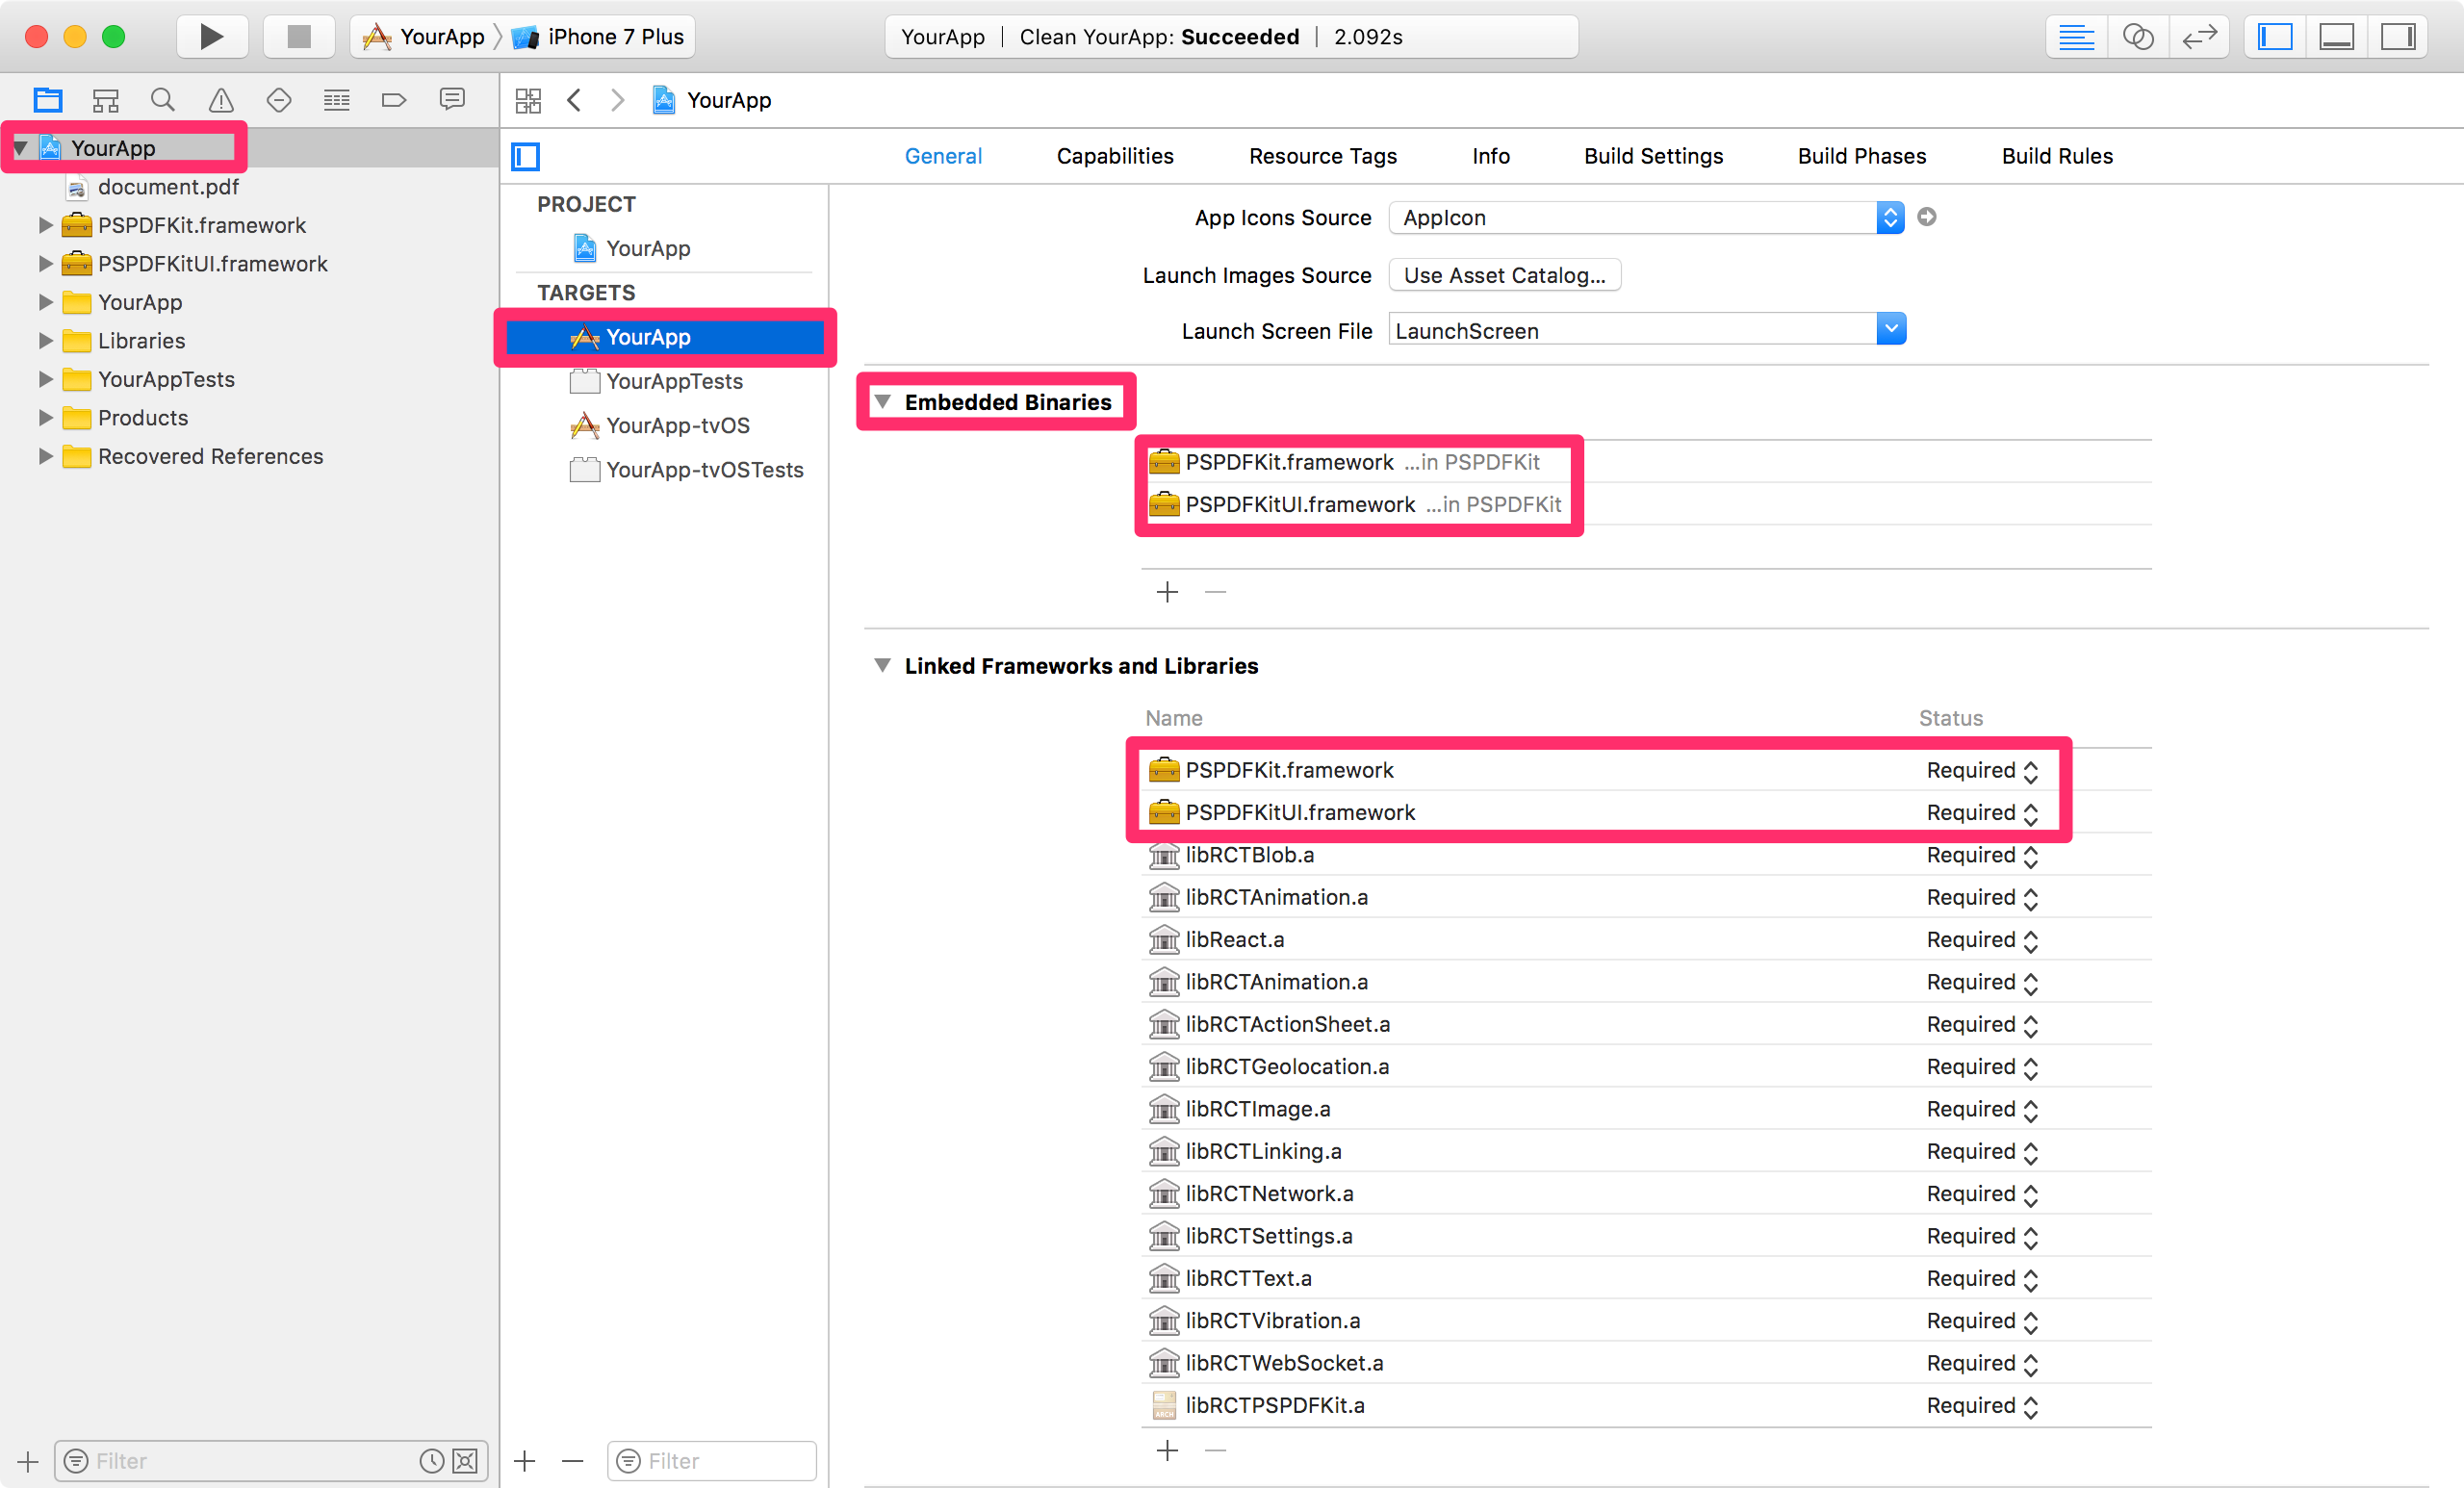 YourApp 〉 iPhone 7 Plus
YourApp | Clean YourApp: Succeeded | 2.092s
YourApp
document.pdf
PSPDFKit.framework
PSPDFKitUI.framework
YourApp
Libraries
YourAppTests
Products
Recovered References
Filter
YourApp
General Capabilities Resource Tags Info Build Settings Build Phases Build Rules
PROJECT
YourApp
TARGETS
YourApp
YourAppTests
YourApp-tvOS
YourApp-tvOSTests
Filter
App Icons Source AppIcon
Launch Images Source Use Asset Catalog...
Launch Screen File LaunchScreen
Embedded Binaries
PSPDFKit.framework ...in PSPDFKit
PSPDFKitUI.framework ...in PSPDFKit
Linked Frameworks and Libraries
Name Status
PSPDFKit.framework Required
PSPDFKitUI.framework Required
libRCTBlob.a Required
libRCTAnimation.a Required
libReact.a Required
libRCTAnimation.a Required
libRCTActionSheet.a Required
libRCTGeolocation.a Required
libRCTImage.a Required
libRCTLinking.a Required
libRCTNetwork.a Required
libRCTSettings.a Required
libRCTText.a Required
libRCTVibration.a Required
libRCTWebSocket.a Required
libRCTPSPDFKit.a Required